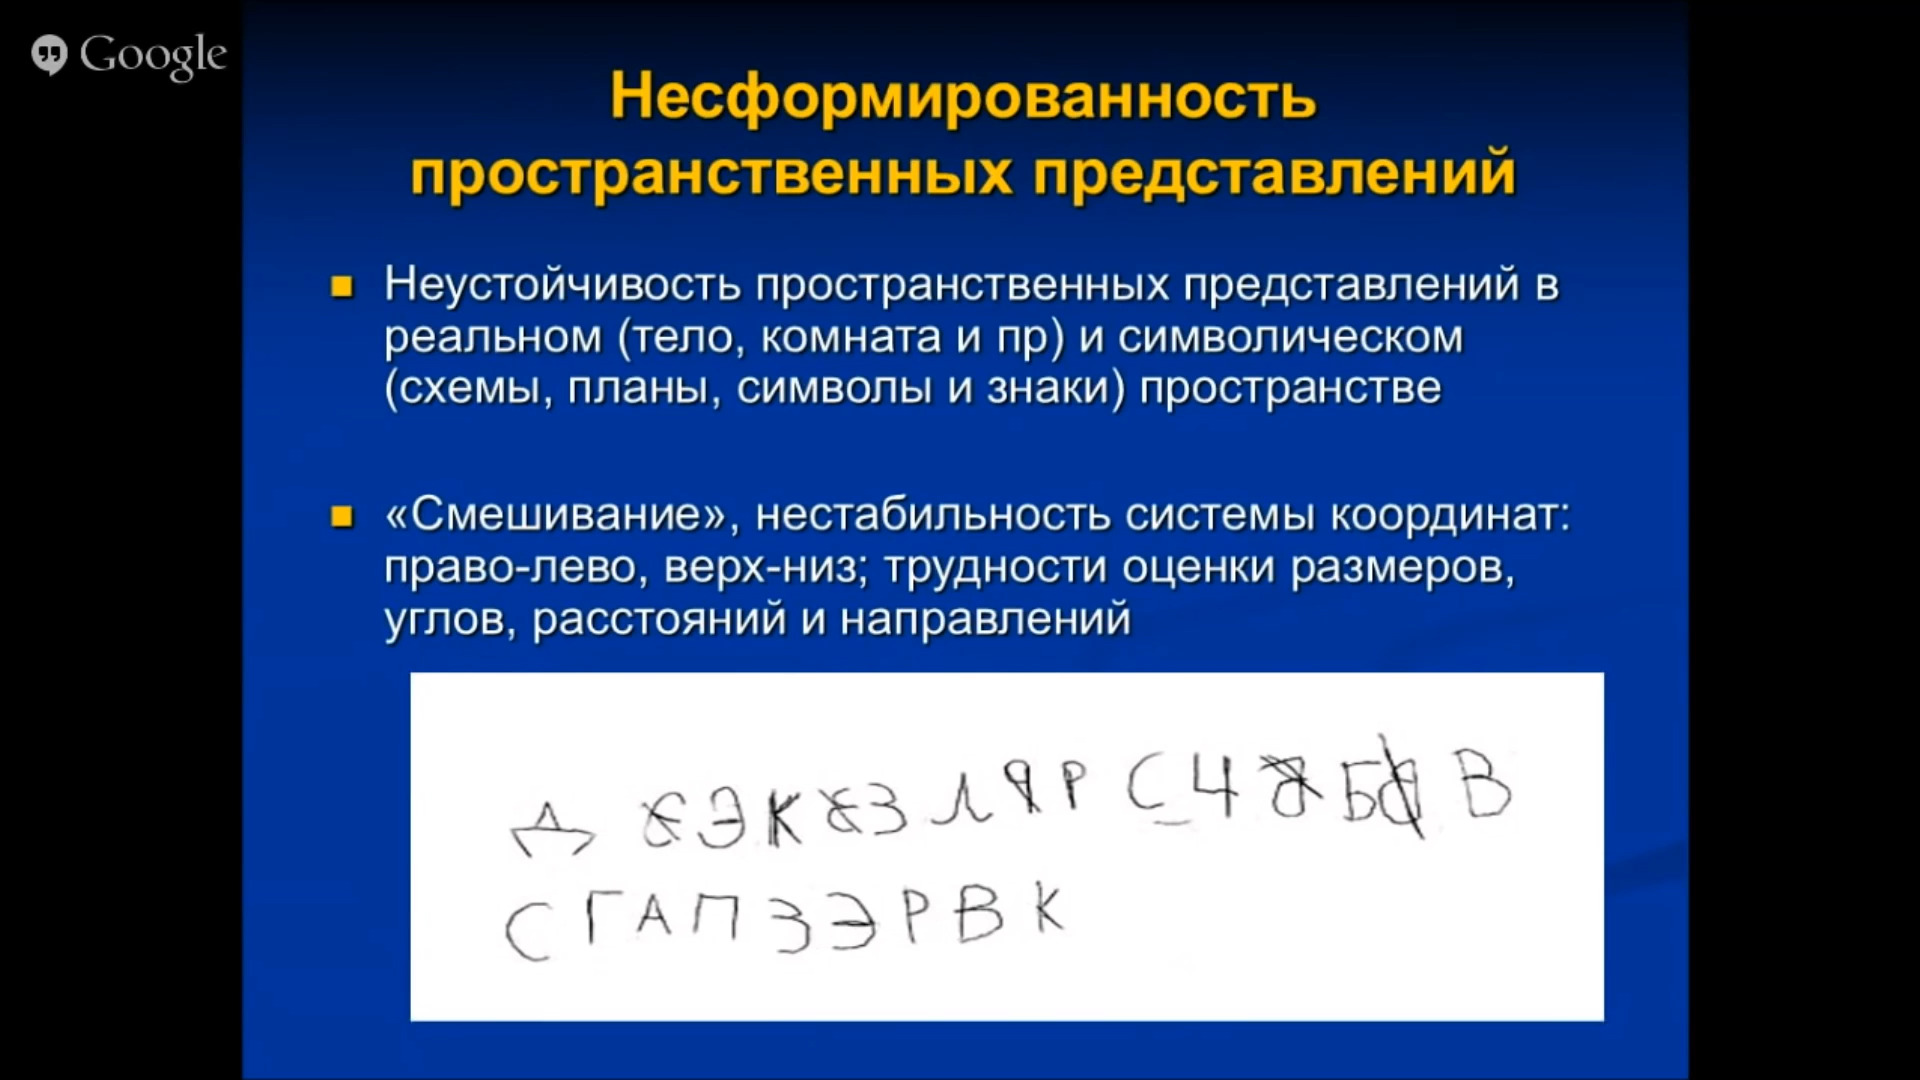 Google
Несформированность
пространственных представлений
Неустойчивость пространственных представлений в
реальном (тело, комната и пр) и символическом
(схемы, планы, символы и знаки) пространстве
«Смешивание», нестабильность системы координат:
право-лево, верх-низ; трудности оценки размеров,
углов, расстояний и направлений
Д Э К З Л Я Р С Ч Б В
С Г А П З Э Р В К